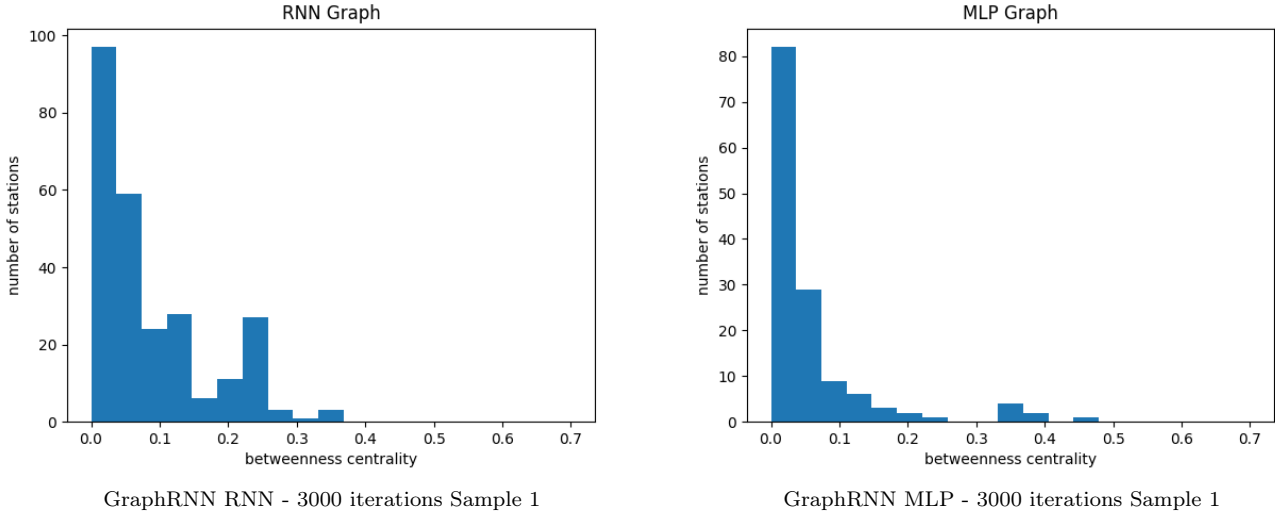 RNN Graph
100
80
60
40
20
0
number of stations
0.0 0.1 0.2 0.3 0.4 0.5 0.6 0.7
betweenness centrality
GraphRNN RNN - 3000 iterations Sample 1
MLP Graph
80
70
60
50
40
30
20
10
0
number of stations
0.0 0.1 0.2 0.3 0.4 0.5 0.6 0.7
betweenness centrality
GraphRNN MLP - 3000 iterations Sample 1